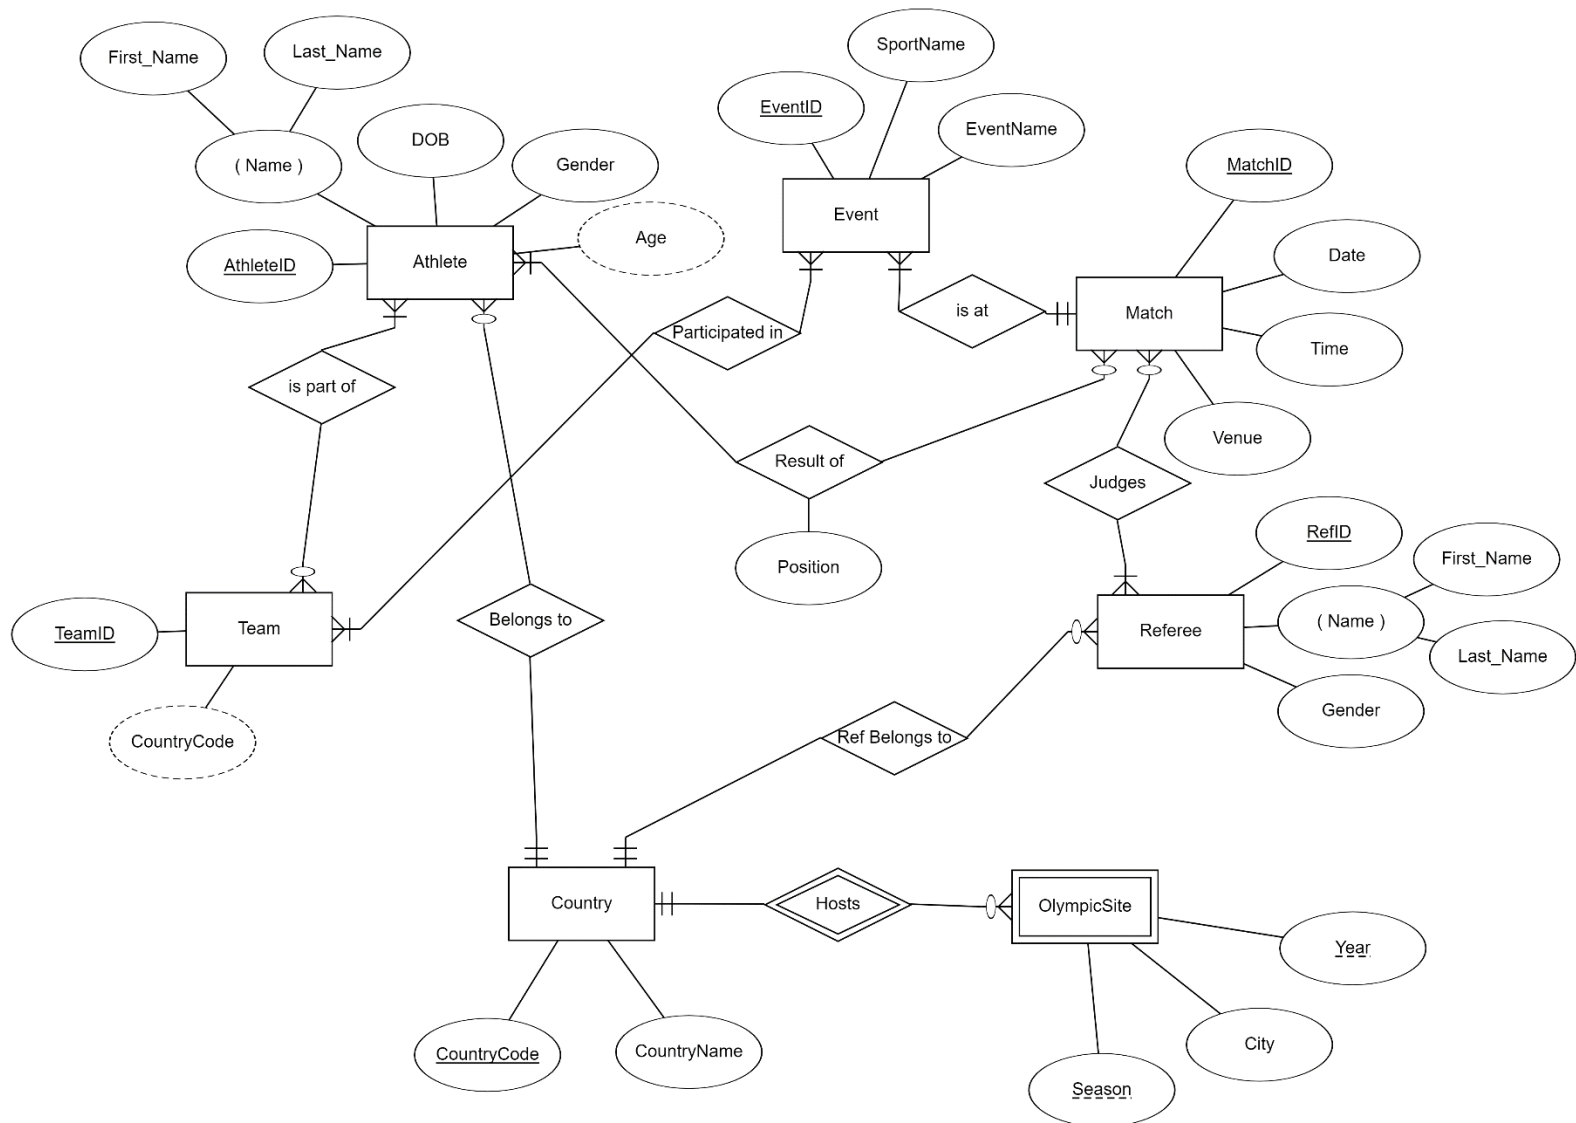 SportName
First_Name
Last_Name
EventID
EventName
DOB
( Name )
Gender
MatchID
Event
Age
AthleteID
Athlete
Date
is at
Match
Participated in
Time
is part of
Venue
Result of
Judges
RefID
First_Name
Position
TeamID
Team
Belongs to
Referee
( Name )
Last_Name
Gender
CountryCode
Ref Belongs to
Country
Hosts
OlympicSite
Year
City
CountryCode
CountryName
Season